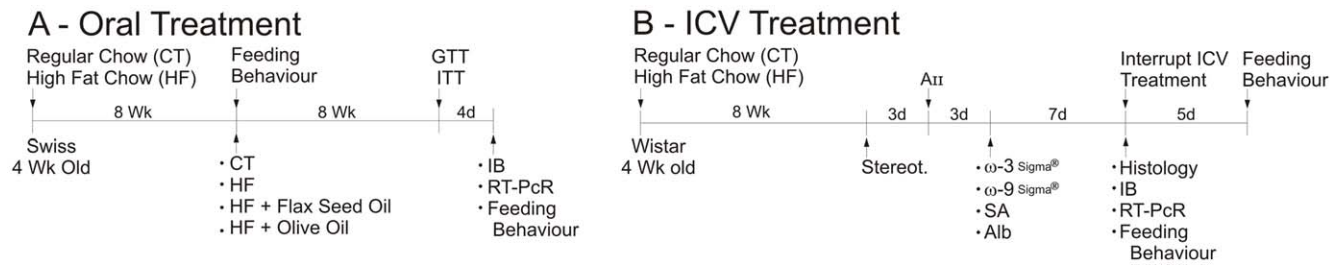 A - Oral Treatment
Regular Chow (CT)
High Fat Chow (HF)
Feeding
Behaviour
GTT
ITT
8 Wk
8 Wk
4d
Swiss
4 Wk Old
· CT
· HF
· HF + Flax Seed Oil
· HF + Olive Oil
· IB
· RT-PcR
· Feeding
Behaviour
B - ICV Treatment
Regular Chow (CT)
High Fat Chow (HF)
AII
Interrupt ICV
Treatment
Feeding
Behaviour
8 Wk
3d
3d
7d
5d
Wistar
4 Wk old
Stereot.
· ω-3 Sigma®
· ω-9 Sigma®
· SA
· Alb
· Histology
· IB
· RT-PcR
· Feeding
Behaviour